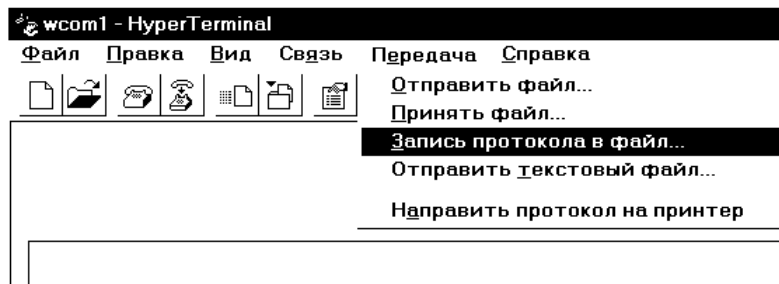 wcom1 - HyperTerminal
Файл Правка Вид Связь Передача Справка
Отправить файл...
Принять файл...
Запись протокола в файл...
Отправить текстовый файл...
Направить протокол на принтер